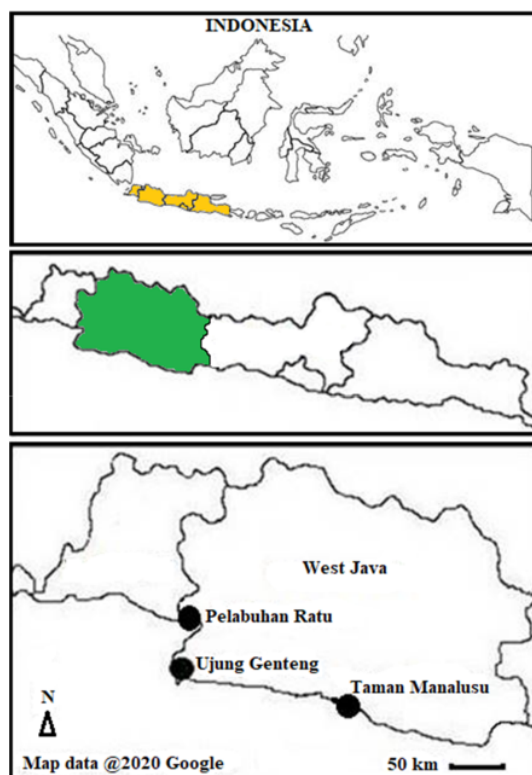 INDONESIA
West Java
Pelabuhan Ratu
Ujung Genteng
Taman Manalusu
N
Map data @2020 Google
50 km